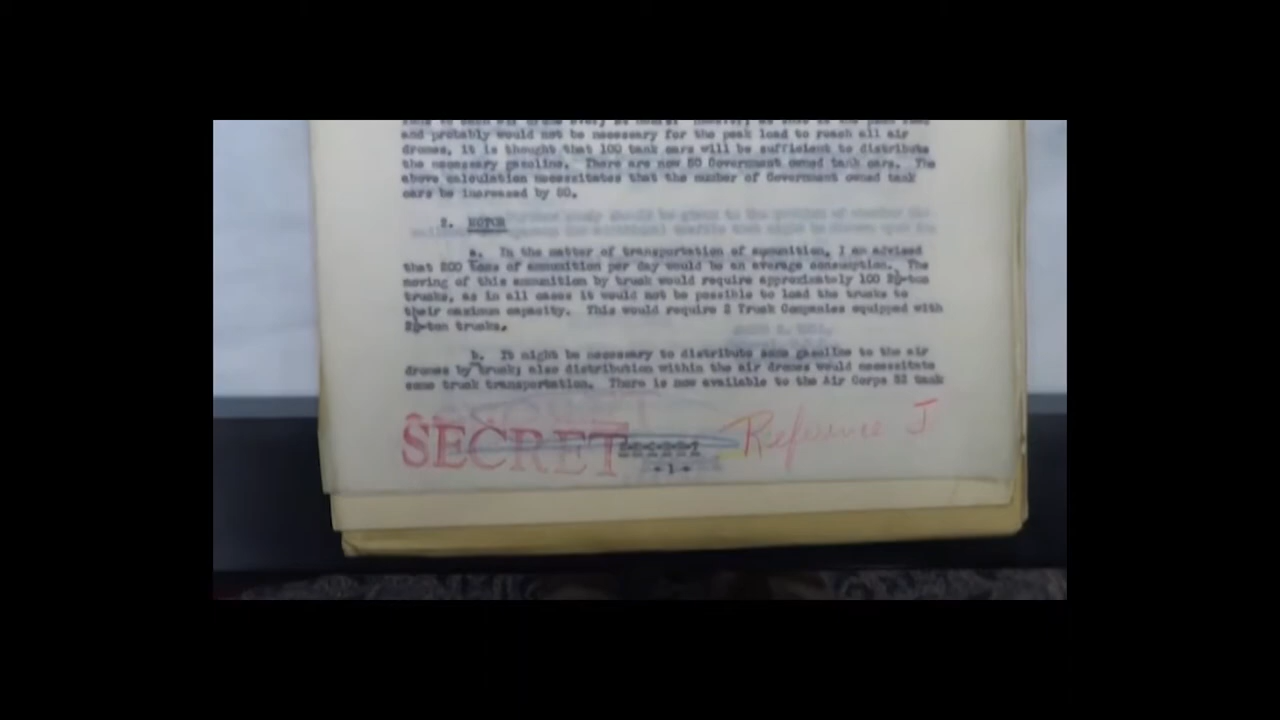 and probably would not be necessary for the peak load to reach all air
dromes, it is thought that 100 tank cars will be sufficient to distribute
the necessary gasoline. There are now 50 Government owned tank cars. The
above calculation necessitates that the number of Government owned tank
cars be increased by 50.
2. MOTOR
a. In the matter of transportation of ammunition, I am advised
that 200 tons of ammunition per day would be an average consumption. The
moving of this ammunition by truck would require approximately 100 2½-ton
trucks, as in all cases it would not be possible to load the trucks to
their maximum capacity. This would require 2 Truck Companies equipped with
2½-ton trucks.
b. It might be necessary to distribute some gasoline to the air
dromes by truck; also distribution within the air dromes would necessitate
some truck transportation. There is now available to the Air Corps tank
SECRET S-E-C-R-E-T Reference J
-1-